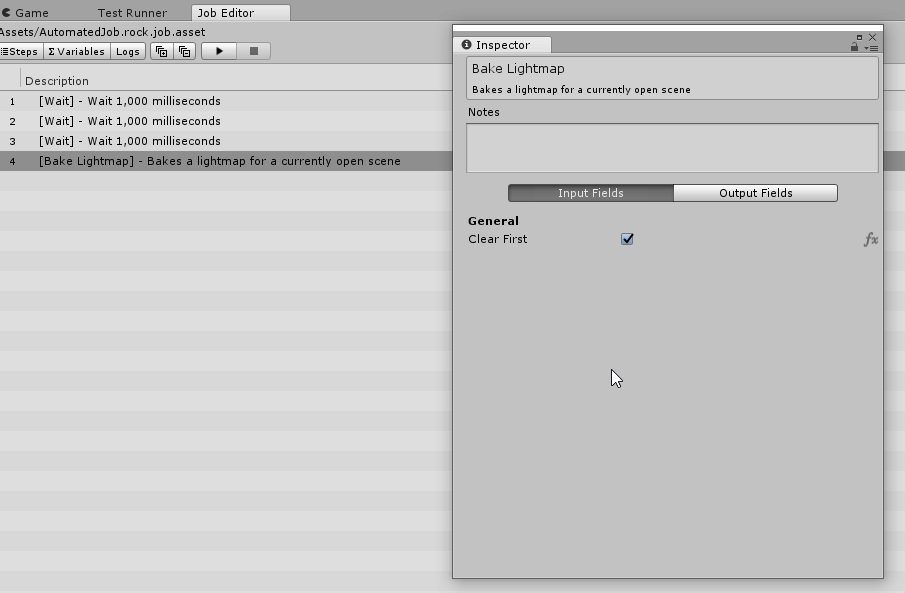 Game Test Runner Job Editor
Assets/AutomatedJob.rock.job.asset
Steps Σ Variables Logs
Description
1 [Wait] - Wait 1,000 milliseconds
2 [Wait] - Wait 1,000 milliseconds
3 [Wait] - Wait 1,000 milliseconds
4 [Bake Lightmap] - Bakes a lightmap for a currently open scene
Inspector
Bake Lightmap
Bakes a lightmap for a currently open scene
Notes
Input Fields Output Fields
General
Clear First fx